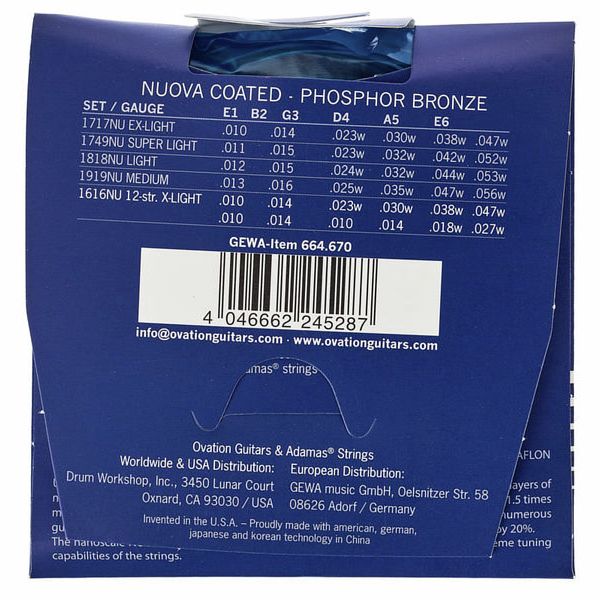 NUOVA COATED - PHOSPHOR BRONZE
SET / GAUGE E1 B2 G3 D4 A5 E6
1717NU EX-LIGHT .010 .014 .023w .030w .038w .047w
1749NU SUPER LIGHT .011 .015 .023w .032w .042w .052w
1818NU LIGHT .012 .015 .024w .032w .044w .053w
1919NU MEDIUM .013 .016 .025w .035w .047w .056w
1616NU 12-str. X-LIGHT .010 .014 .023w .030w .038w .047w
.010 .014 .010 .014 .018w .027w
GEWA-Item 664.670
4 046662 245287
info@ovationguitars.com · www.ovationguitars.com
damas® strings
Ovation Guitars & Adamas® Strings
Worldwide & USA Distribution: European Distribution:
Drum Workshop, Inc., 3450 Lunar Court GEWA music GmbH, Oelsnitzer Str. 58
Oxnard, CA 93030 / USA 08626 Adorf / Germany
Invented in the U.S.A. – Proudly made with american, german,
japanese and korean technology in China
AFLON
ayers of
1.5 times
numerous
by 20%.
The nanoscale
eme tuning
capabilities of the strings.